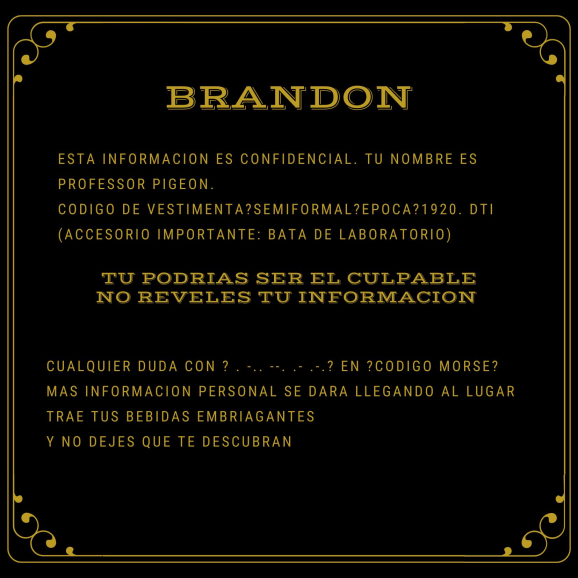 BRANDON
ESTA INFORMACION ES CONFIDENCIAL. TU NOMBRE ES
PROFESSOR PIGEON.
CODIGO DE VESTIMENTA?SEMIFORMAL?EPOCA?1920. DTI
(ACCESORIO IMPORTANTE: BATA DE LABORATORIO)
TU PODRIAS SER EL CULPABLE
NO REVELES TU INFORMACION
CUALQUIER DUDA CON ? . -.. --. .- .-.? EN ?CODIGO MORSE?
MAS INFORMACION PERSONAL SE DARA LLEGANDO AL LUGAR
TRAE TUS BEBIDAS EMBRIAGANTES
Y NO DEJES QUE TE DESCUBRAN